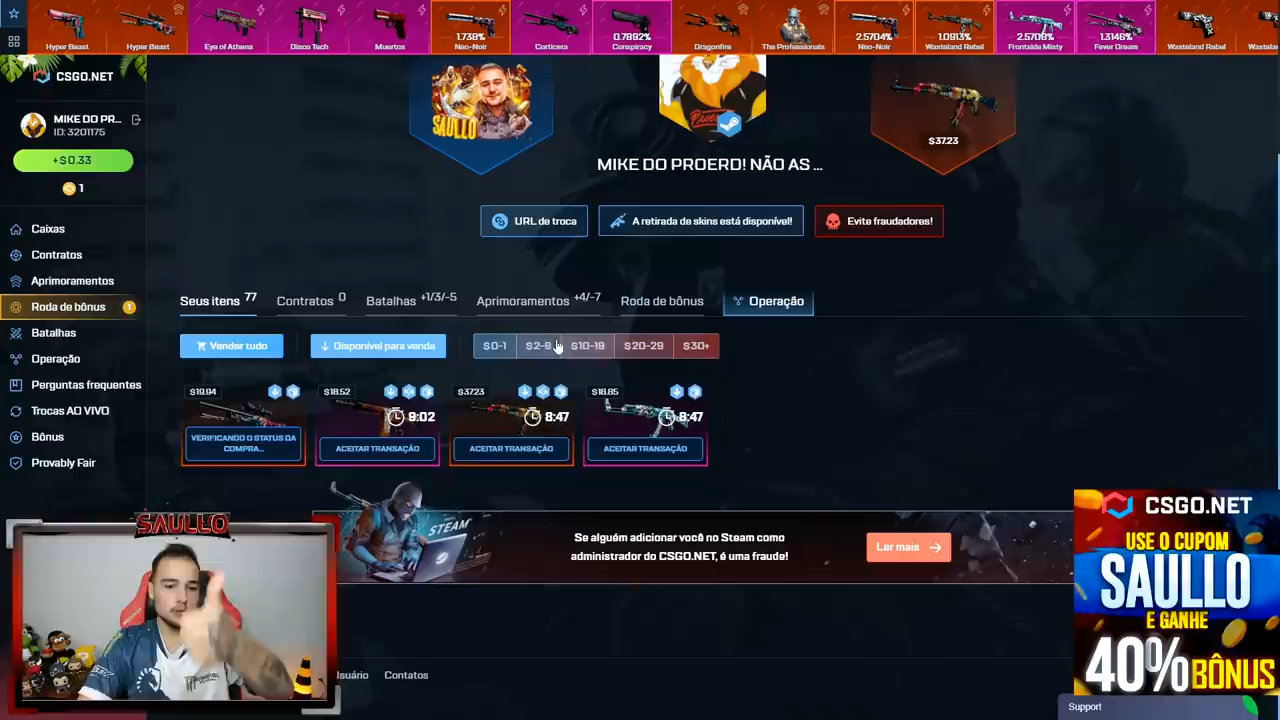 Hyper Beast
Hyper Beast
Eye of Athena
Disco Tech
Muertos
1.738%
Neo-Noir
Corticera
0.7892%
Conspiracy
Dragonfire
The Professionals
2.5704%
Neo-Noir
1.0913%
Wasteland Rebel
2.5708%
Frontside Misty
1.3146%
Fever Dream
Wasteland Rebel
CSGO.NET
MIKE DO PR...
ID: 3201175
+$0.33
1
Caixas
Contratos
Aprimoramentos
Roda de bônus 1
Batalhas
Operação
Perguntas frequentes
Trocas AO VIVO
Bônus
Provably Fair
SAULLO
$37.23
MIKE DO PROERD! NÃO AS ...
URL de troca
A retirada de skins está disponível!
Evite fraudadores!
Seus itens 77
Contratos 0
Batalhas +1/3/-5
Aprimoramentos +4/-7
Roda de bônus
Operação
Vender tudo
Disponível para venda
$0-1
$2-9
$10-19
$20-29
$30+
$19.94
VERIFICANDO O STATUS DA
COMPRA...
$18.52
9:02
ACEITAR TRANSAÇÃO
$37.23
8:47
ACEITAR TRANSAÇÃO
$18.85
8:47
ACEITAR TRANSAÇÃO
STEAM
Se alguém adicionar você no Steam como
administrador do CSGO.NET, é uma fraude!
Ler mais
SAULLO
Contatos
CSGO.NET
USE O CUPOM
SAULLO
E GANHE
40% BÔNUS
Support